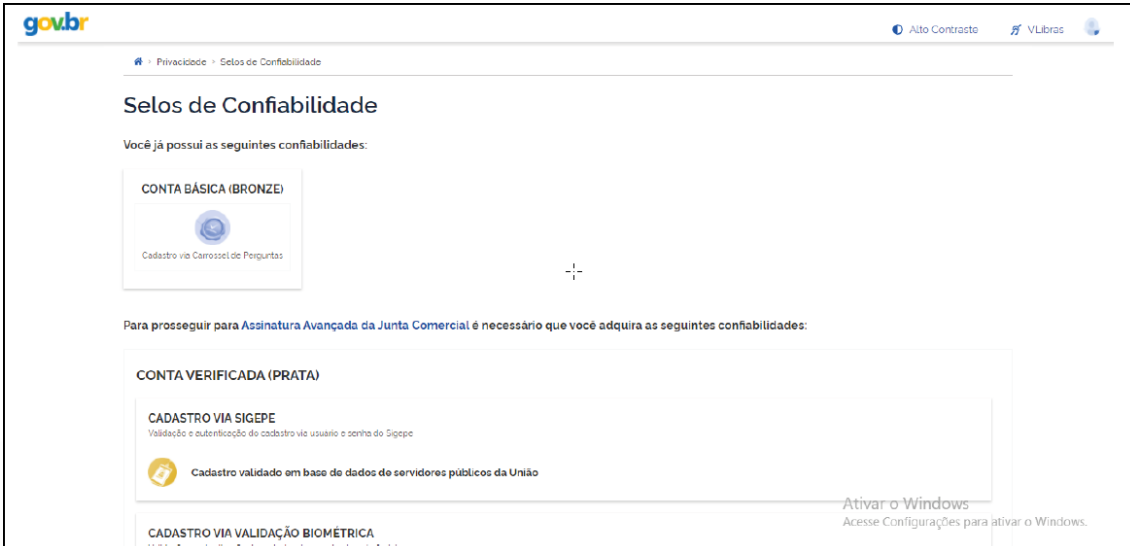 gov.br
Alto Contraste
VLibras
Privacidade > Selos de Confiabilidade
Selos de Confiabilidade
Você já possui as seguintes confiabilidades:
CONTA BÁSICA (BRONZE)
Cadastro via Carrossel de Perguntas
Para prosseguir para Assinatura Avançada da Junta Comercial é necessário que você adquira as seguintes confiabilidades:
CONTA VERIFICADA (PRATA)
CADASTRO VIA SIGEPE
Validação e autenticação do cadastro via usuário e senha do Sigepe
Cadastro validado em base de dados de servidores públicos da União
Ativar o Windows
Acesse Configurações para ativar o Windows.
CADASTRO VIA VALIDAÇÃO BIOMÉTRICA